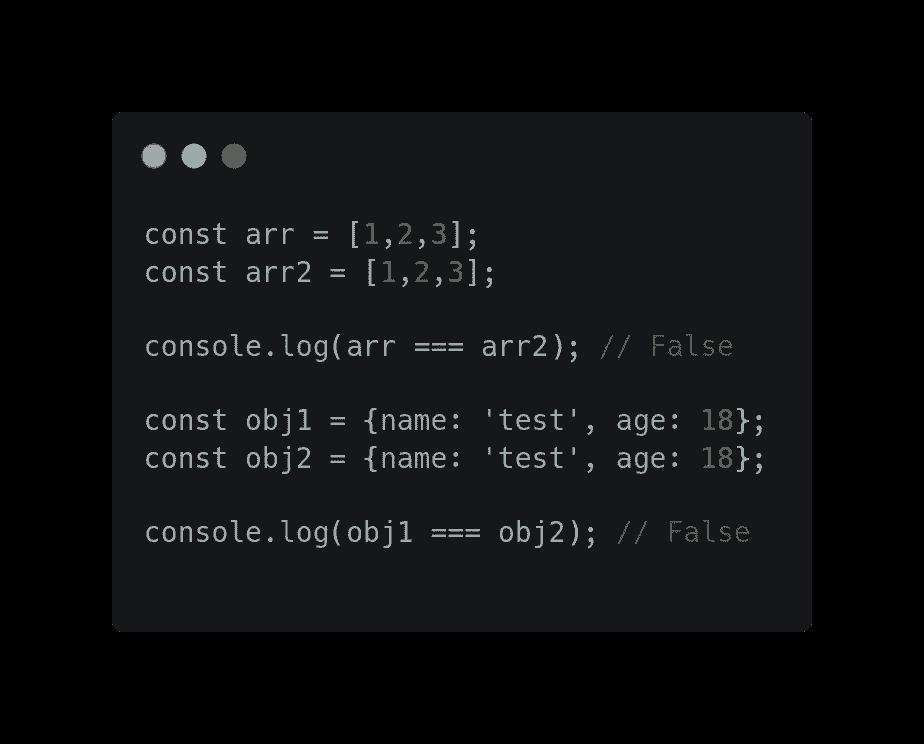 const arr = [1,2,3];
const arr2 = [1,2,3];
console.log(arr === arr2); // False
const obj1 = {name: 'test', age: 18};
const obj2 = {name: 'test', age: 18};
console.log(obj1 === obj2); // False